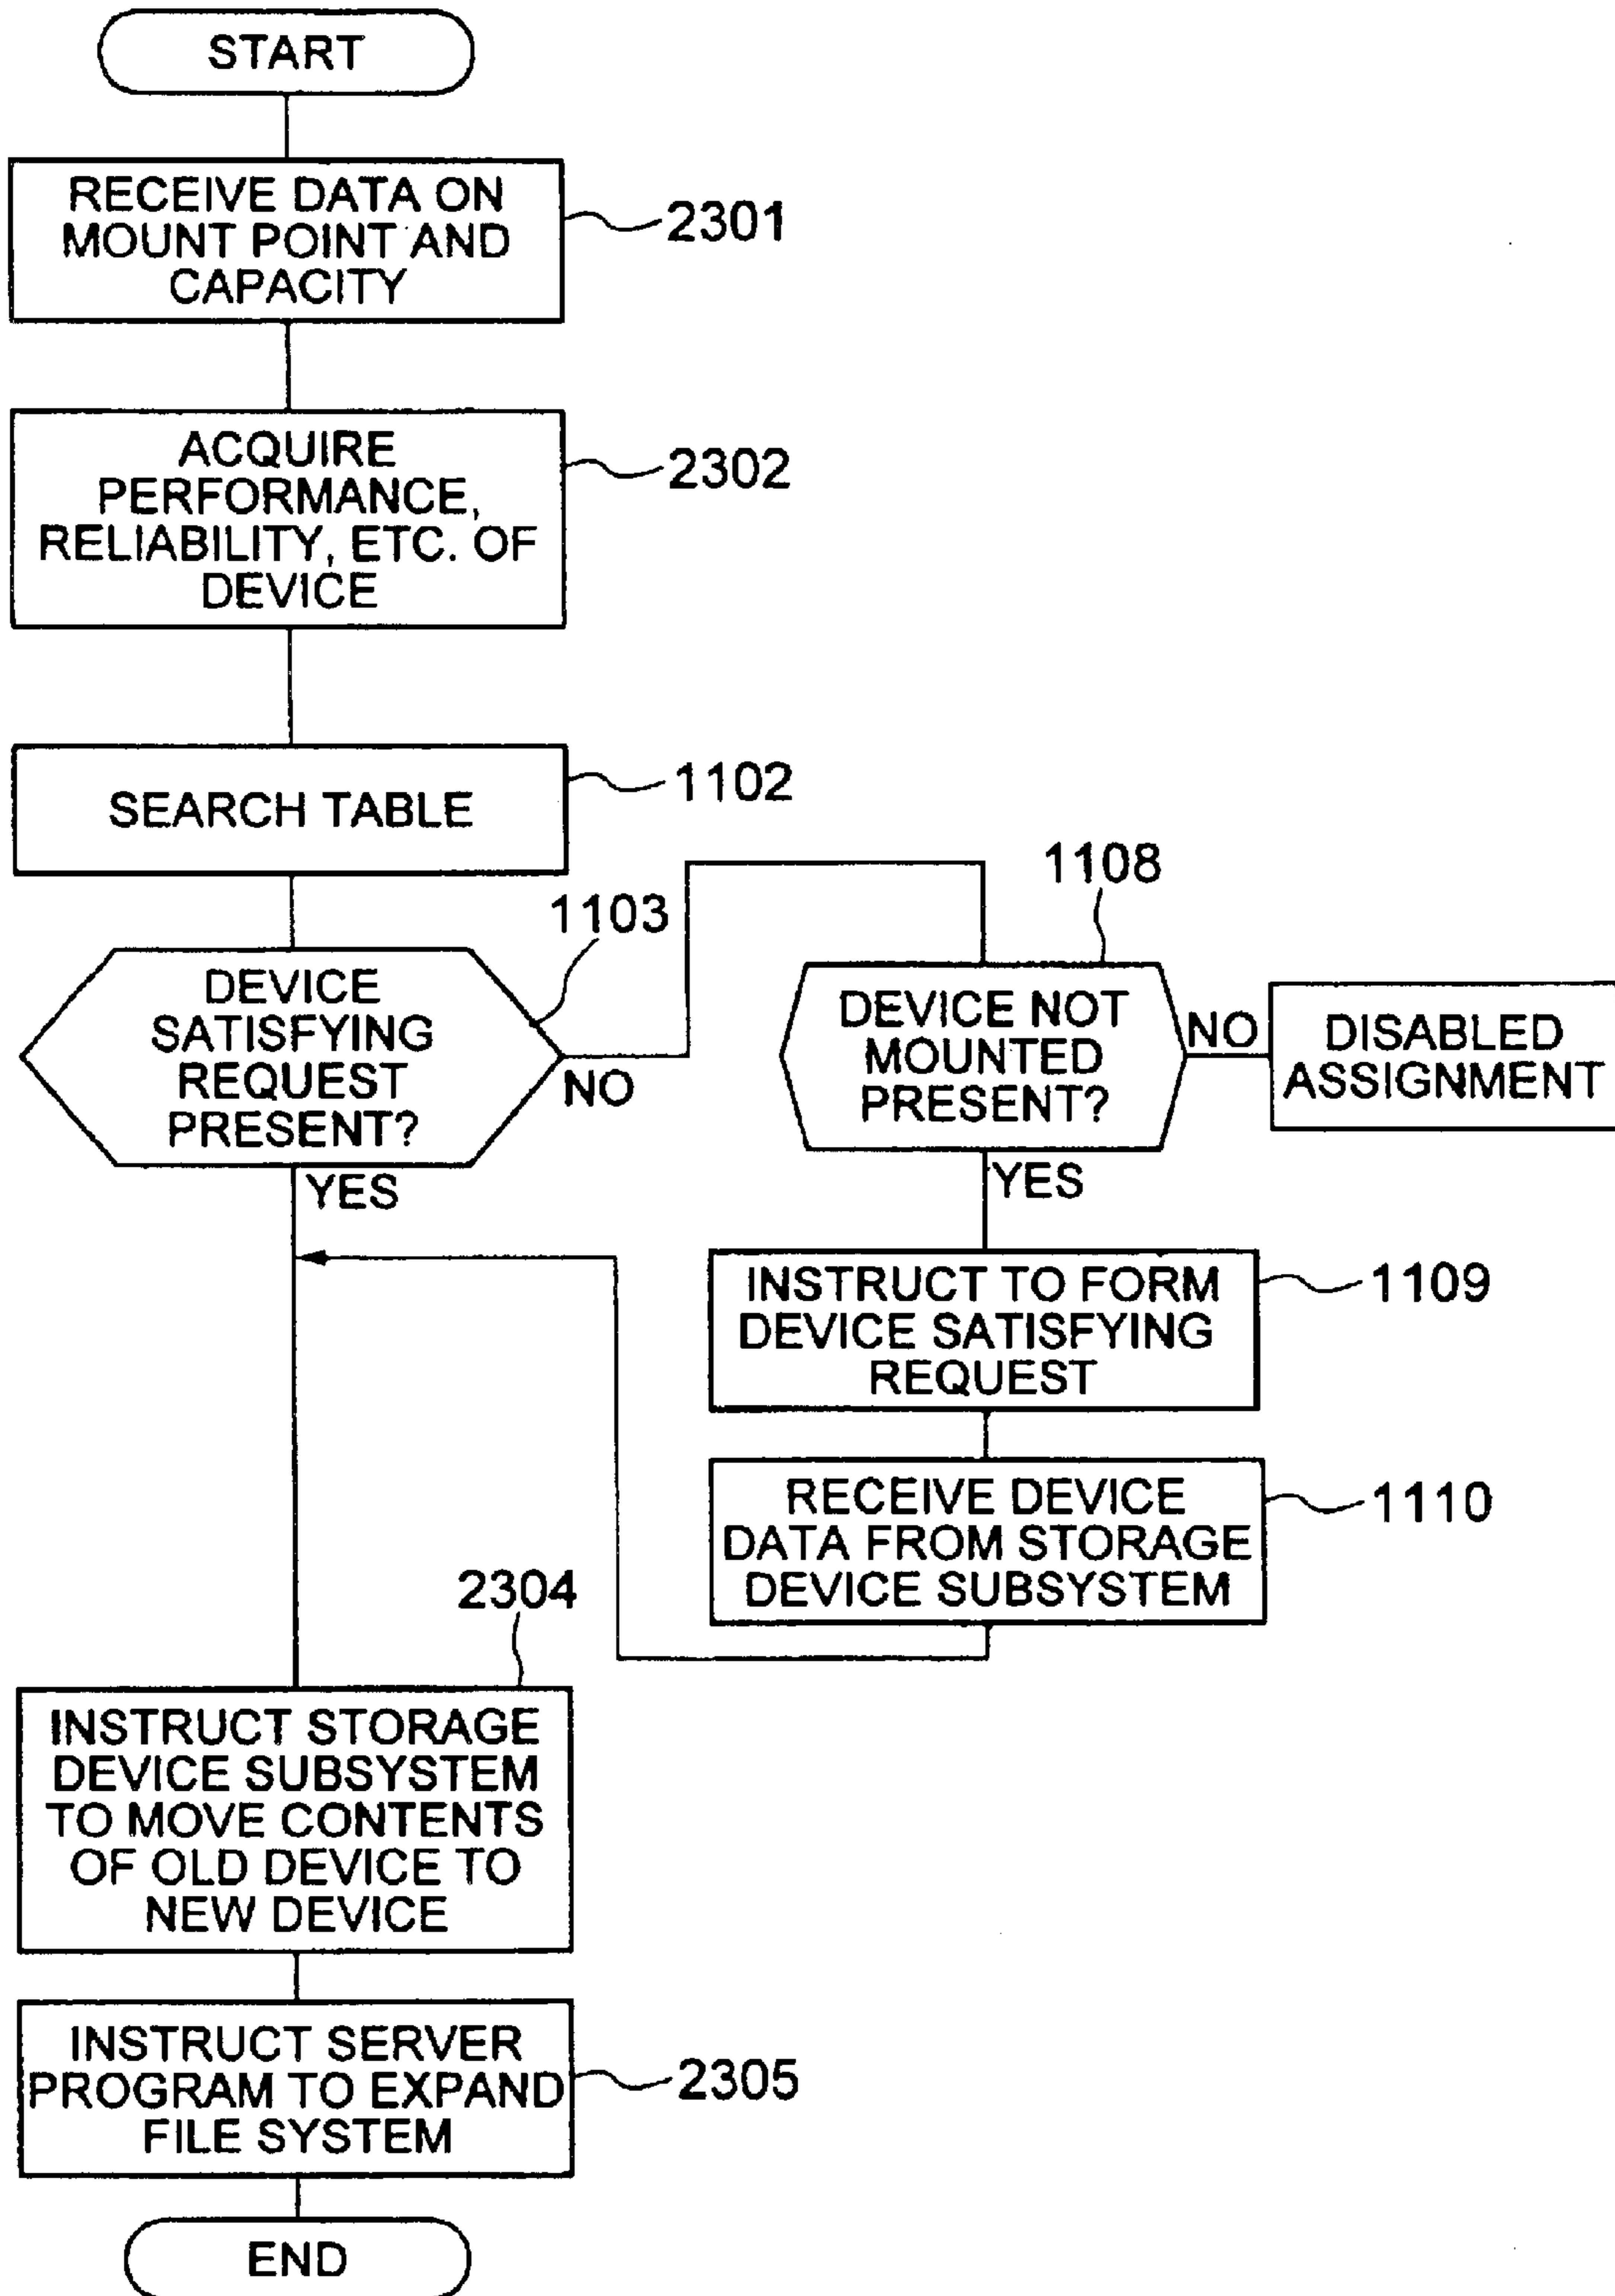 START
RECEIVE DATA ON
MOUNT POINT AND
CAPACITY
2301
ACQUIRE
PERFORMANCE,
RELIABILITY, ETC. OF
DEVICE
2302
SEARCH TABLE
1102
1103
DEVICE
SATISFYING
REQUEST
PRESENT?
NO
YES
1108
DEVICE NOT
MOUNTED
PRESENT?
NO
YES
DISABLED
ASSIGNMENT
INSTRUCT TO FORM
DEVICE SATISFYING
REQUEST
1109
RECEIVE DEVICE
DATA FROM STORAGE
DEVICE SUBSYSTEM
1110
2304
INSTRUCT STORAGE
DEVICE SUBSYSTEM
TO MOVE CONTENTS
OF OLD DEVICE TO
NEW DEVICE
INSTRUCT SERVER
PROGRAM TO EXPAND
FILE SYSTEM
2305
END